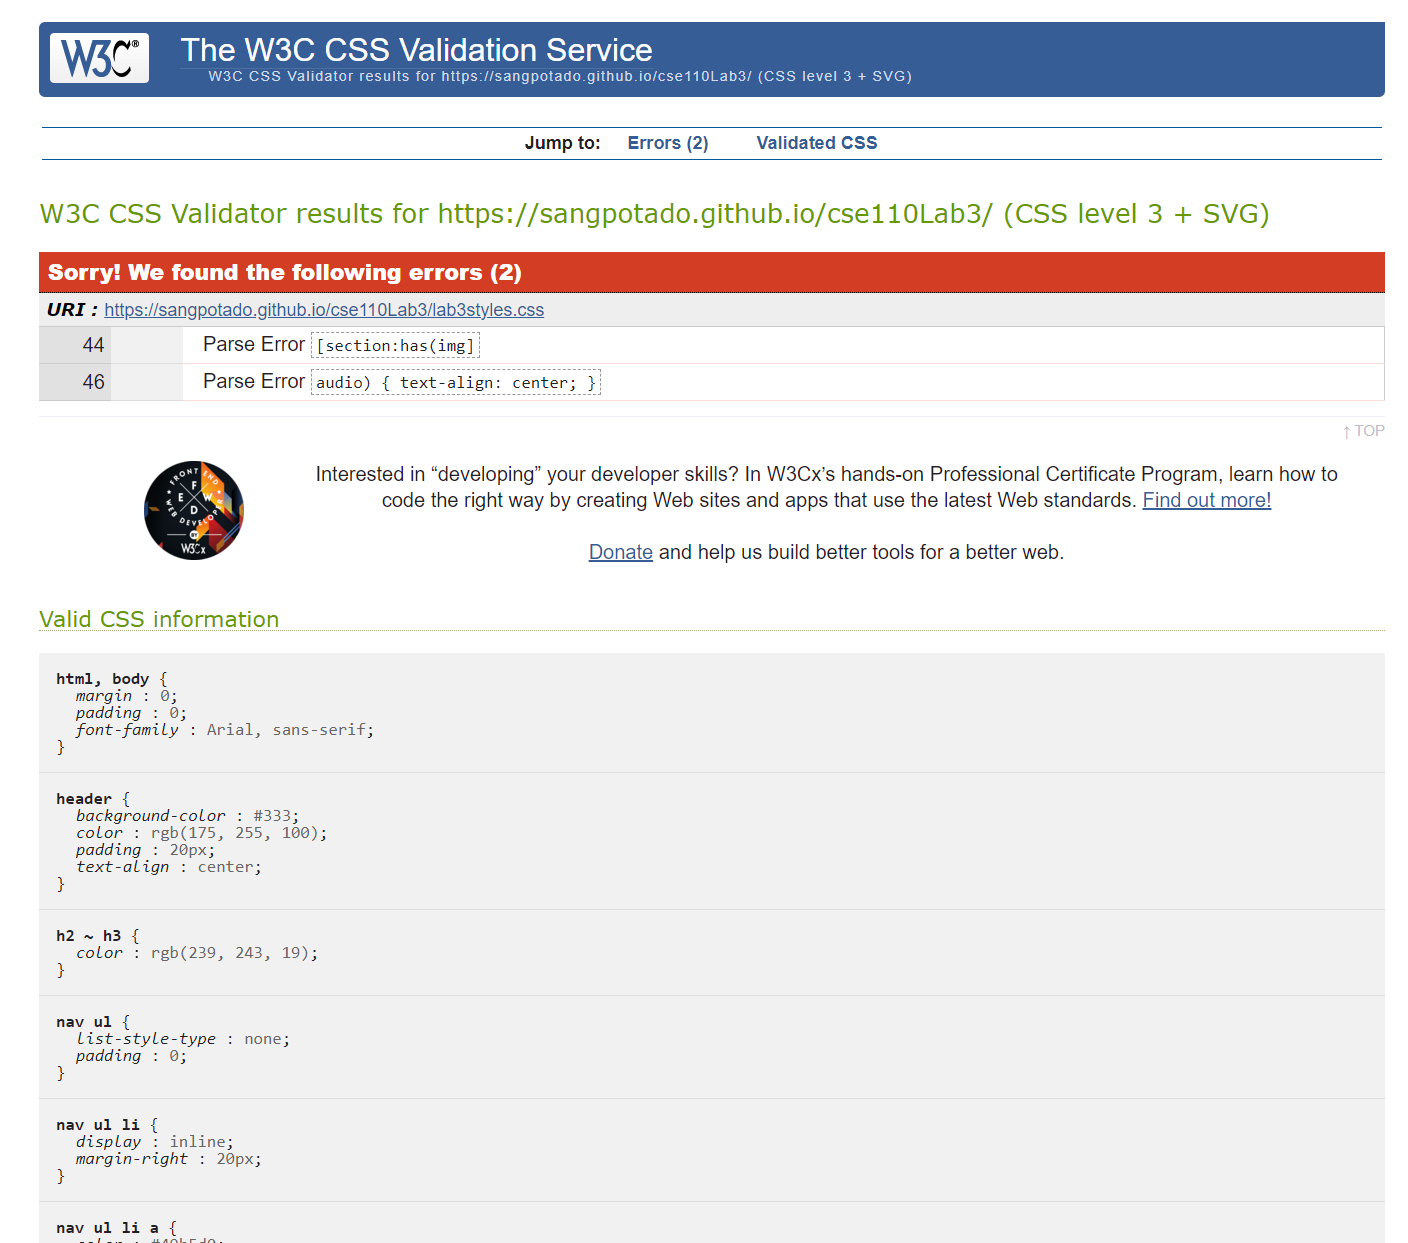 W3C®
The W3C CSS Validation Service
W3C CSS Validator results for https://sangpotado.github.io/cse110Lab3/ (CSS level 3 + SVG)
Jump to: Errors (2) Validated CSS
W3C CSS Validator results for https://sangpotado.github.io/cse110Lab3/ (CSS level 3 + SVG)
Sorry! We found the following errors (2)
URI : https://sangpotado.github.io/cse110Lab3/lab3styles.css
44 Parse Error [section:has(img]
46 Parse Error audio) { text-align: center; }
↑ TOP
FRONT END
F E W D
WEB DEVELOPER
BY
W3Cx
Interested in “developing” your developer skills? In W3Cx’s hands-on Professional Certificate Program, learn how to
code the right way by creating Web sites and apps that use the latest Web standards. Find out more!
Donate and help us build better tools for a better web.
Valid CSS information
html, body {
margin : 0;
padding : 0;
font-family : Arial, sans-serif;
}
header {
background-color : #333;
color : rgb(175, 255, 100);
padding : 20px;
text-align : center;
}
h2 ~ h3 {
color : rgb(239, 243, 19);
}
nav ul {
list-style-type : none;
padding : 0;
}
nav ul li {
display : inline;
margin-right : 20px;
}
nav ul li a {